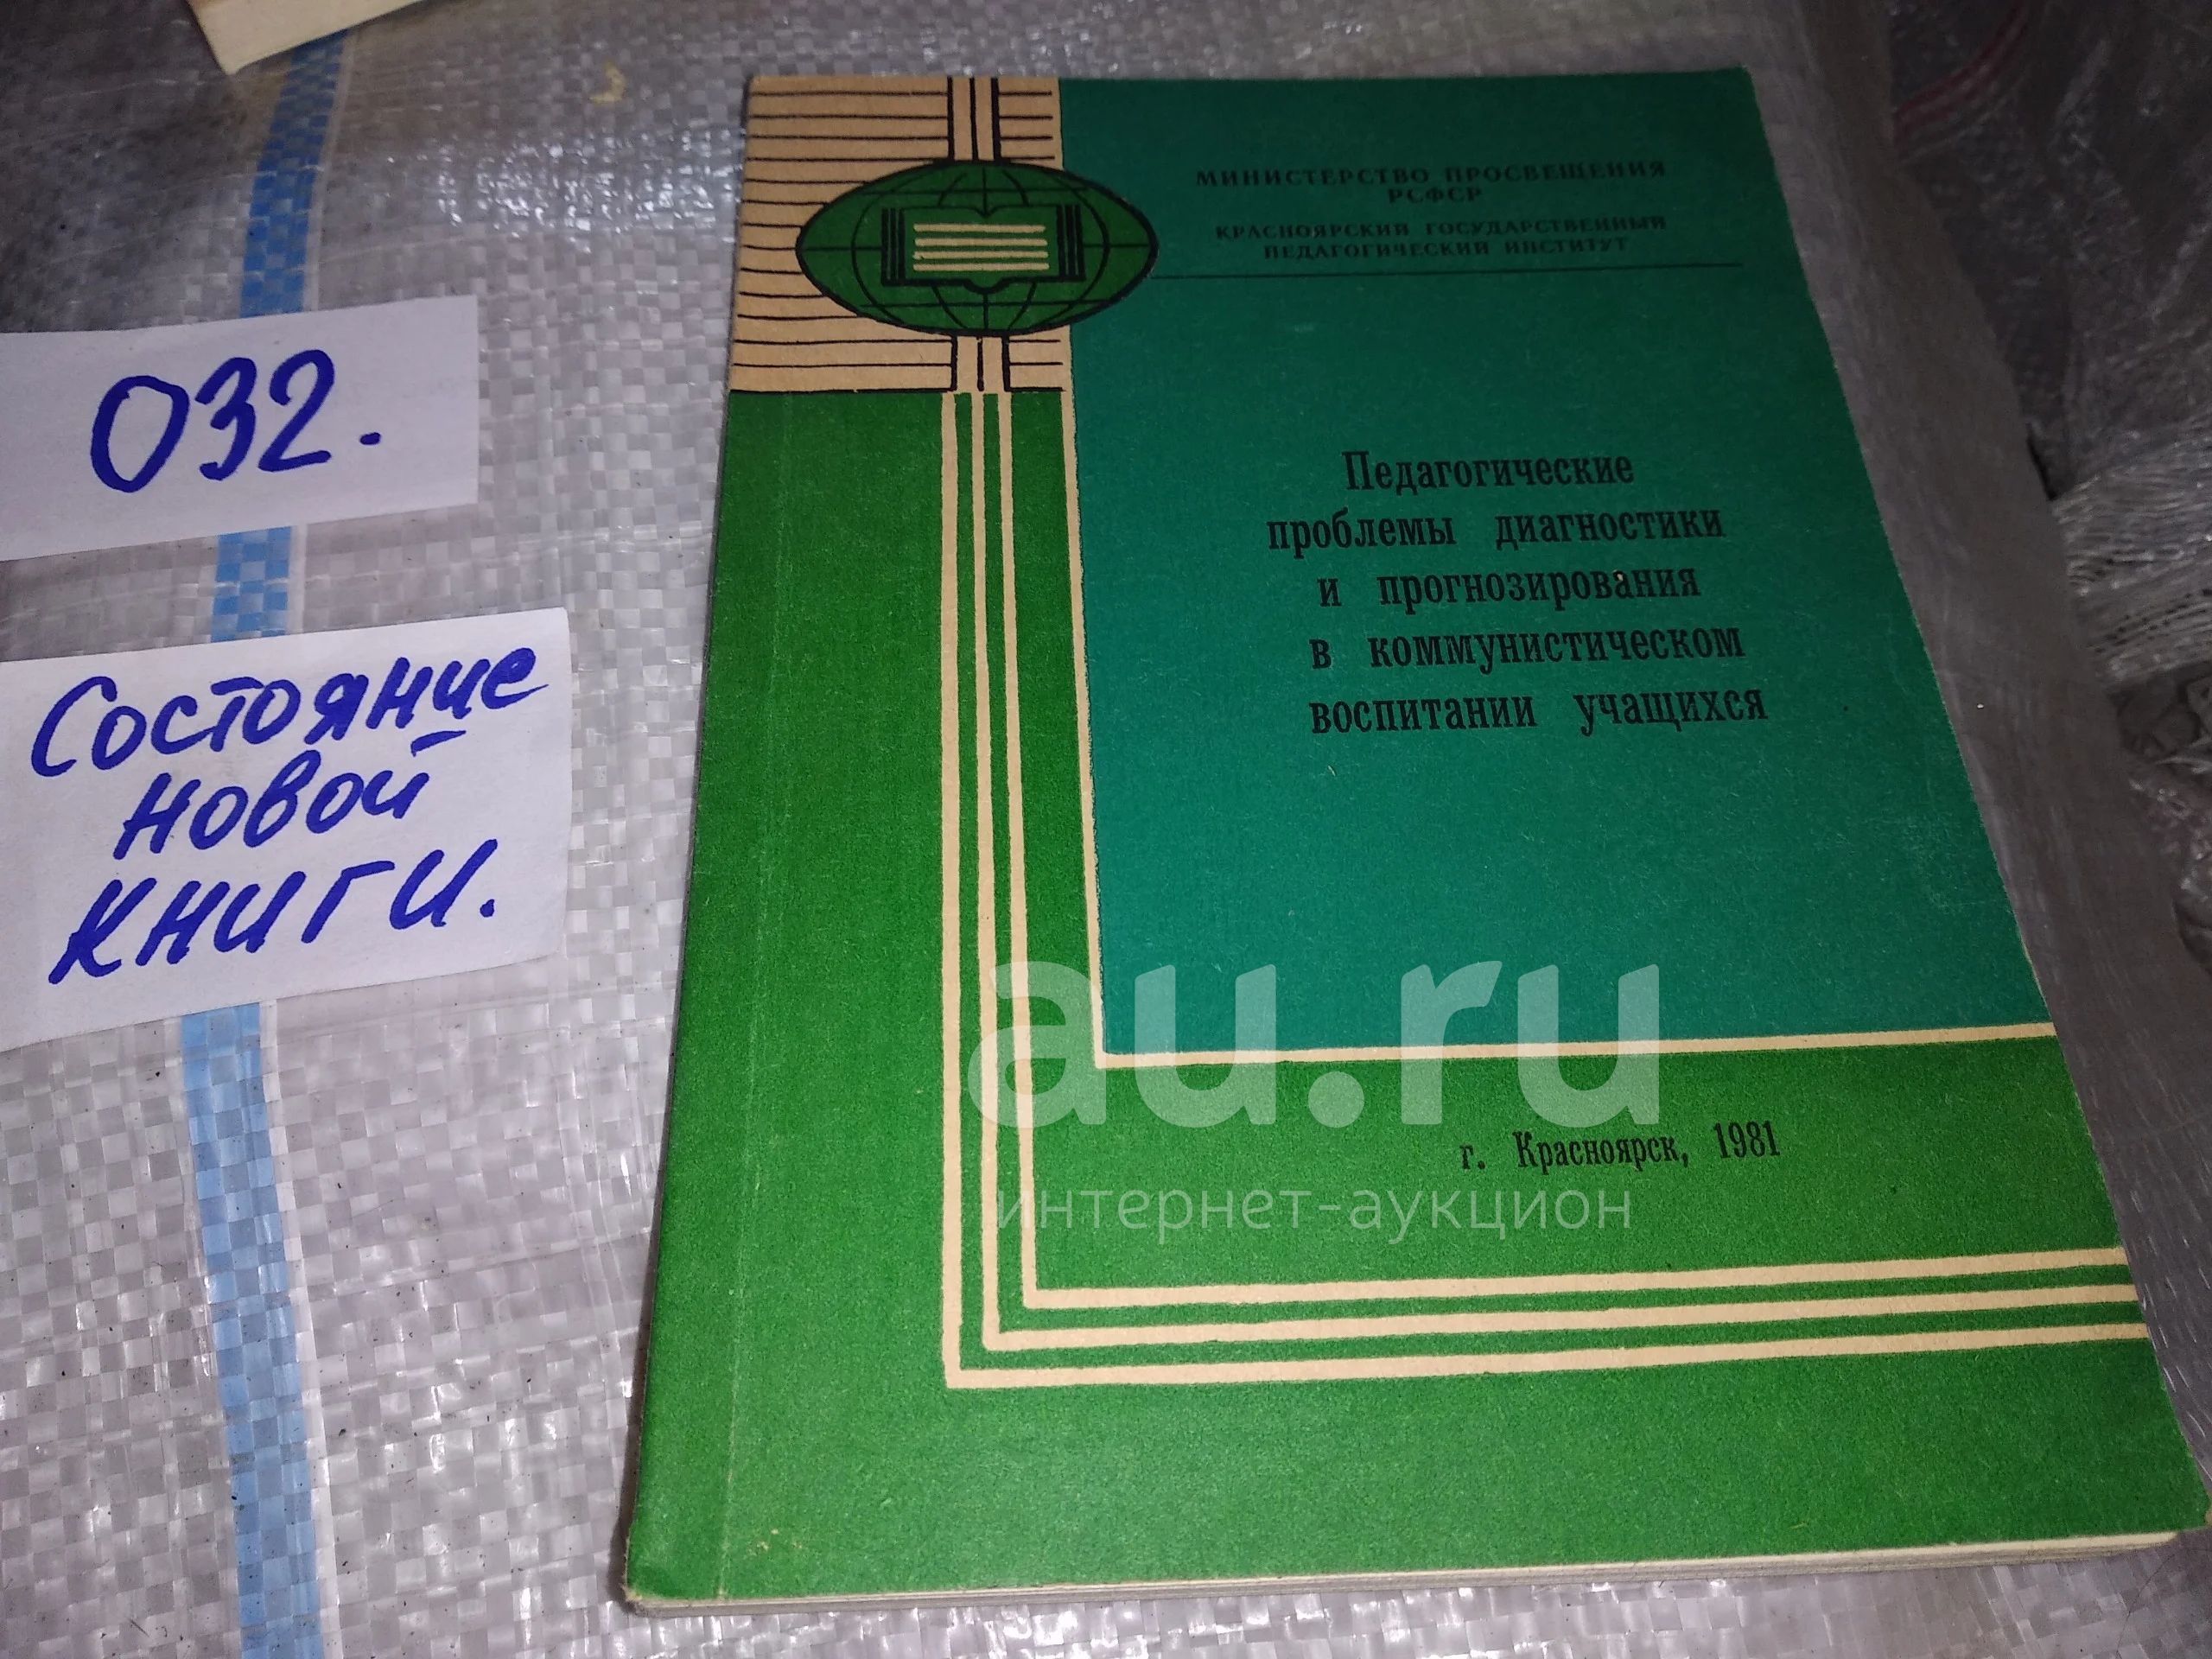 032.
Состояние
новой
книги.
МИНИСТЕРСТВО ПРОСВЕЩЕНИЯ
РСФСР
КРАСНОЯРСКИЙ ГОСУДАРСТВЕННЫЙ
ПЕДАГОГИЧЕСКИЙ ИНСТИТУТ
Педагогические
проблемы диагностики
и прогнозирования
в коммунистическом
воспитании учащихся
au.ru
г. Красноярск, 1981
интернет-аукцион